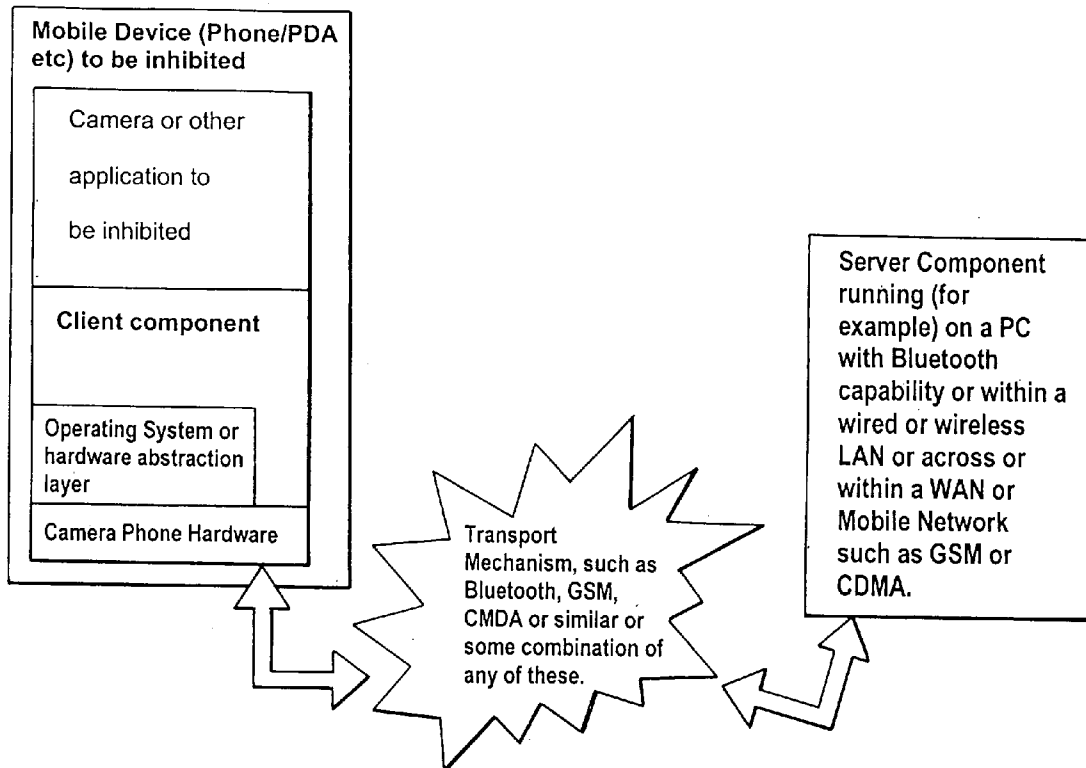 Mobile Device (Phone/PDA
etc) to be inhibited
Camera or other
application to
be inhibited
Client component
Operating System or
hardware abstraction
layer
Camera Phone Hardware
Transport
Mechanism, such as
Bluetooth, GSM,
CMDA or similar or
some combination of
any of these.
Server Component
running (for
example) on a PC
with Bluetooth
capability or within a
wired or wireless
LAN or across or
within a WAN or
Mobile Network
such as GSM or
CDMA.